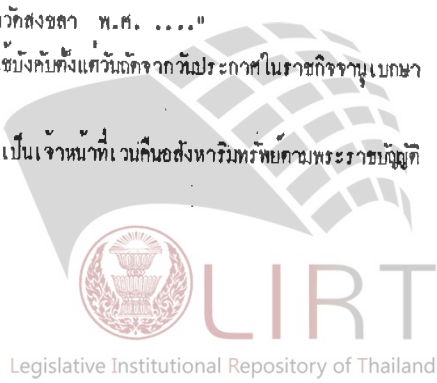 วัดสงขลา พ.ศ. ...."
ช้บังคับตั้งแต่วันถัดจากวันประกาศในราชกิจจานุเบกษา
เป็นเจ้าหน้าที่เวนคืนอสังหาริมทรัพย์ตามพระราชบัญญัติ
LIRT
Legislative Institutional Repository of Thailand